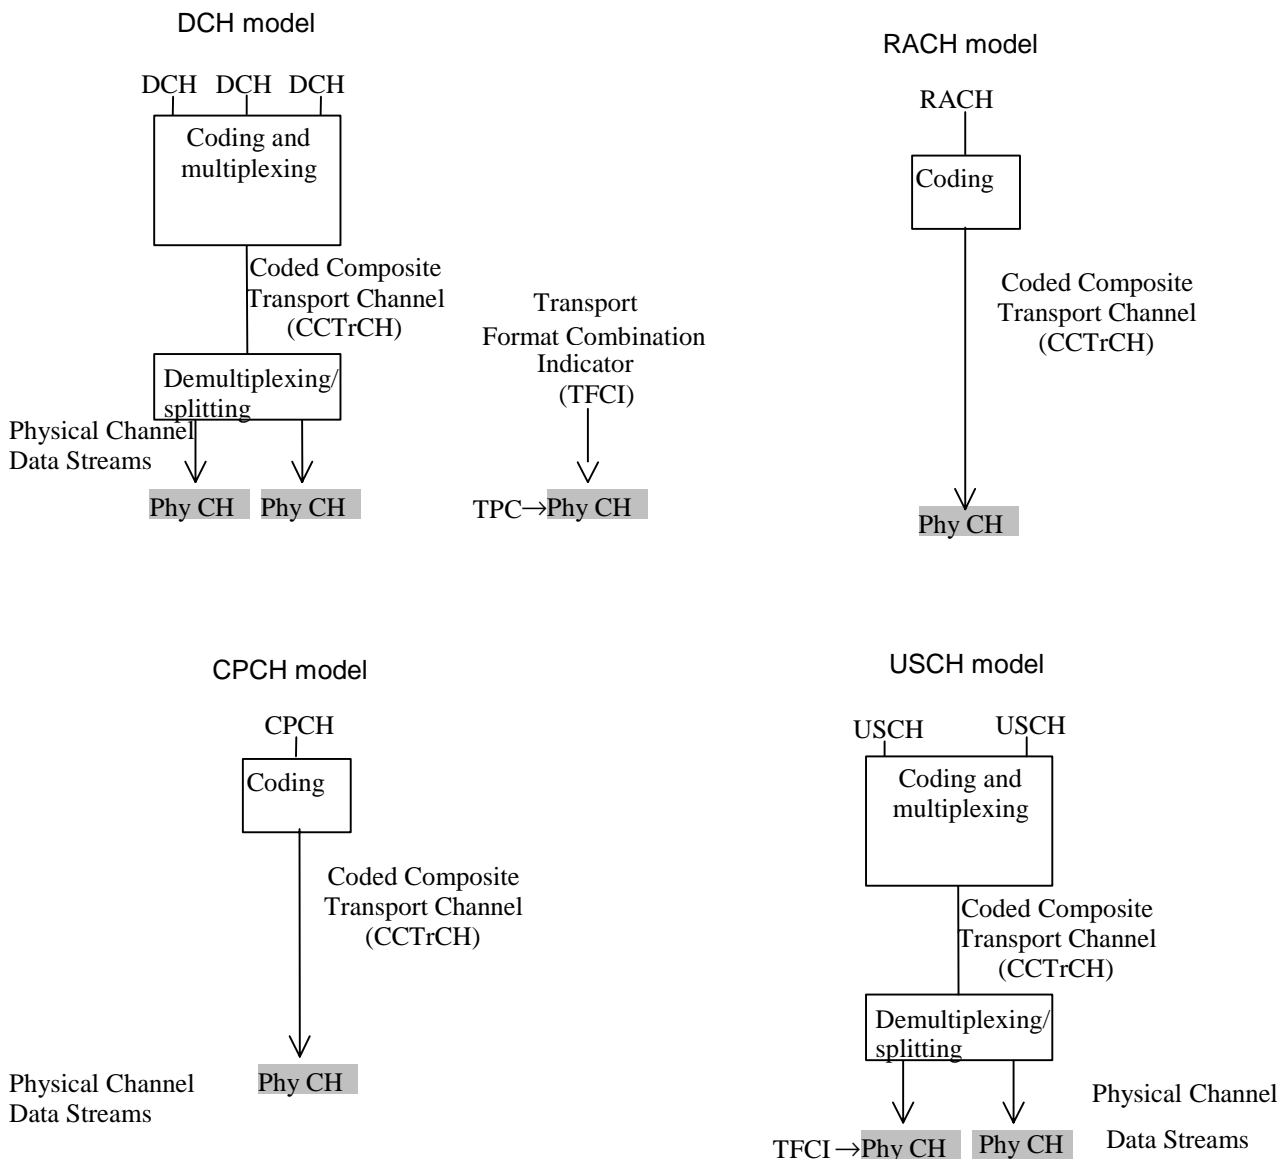 DCH model
DCH DCH DCH
Coding and
multiplexing
Coded Composite
Transport Channel
(CCTrCH)
Demultiplexing/
splitting
Physical Channel
Data Streams
Phy CH Phy CH
Transport
Format Combination
Indicator
(TFCI)
TPC→Phy CH
RACH model
RACH
Coding
Coded Composite
Transport Channel
(CCTrCH)
Phy CH
CPCH model
CPCH
Coding
Coded Composite
Transport Channel
(CCTrCH)
Physical Channel
Data Streams
Phy CH
USCH model
USCH USCH
Coding and
multiplexing
Coded Composite
Transport Channel
(CCTrCH)
Demultiplexing/
splitting
Physical Channel
Data Streams
TFCI→Phy CH Phy CH